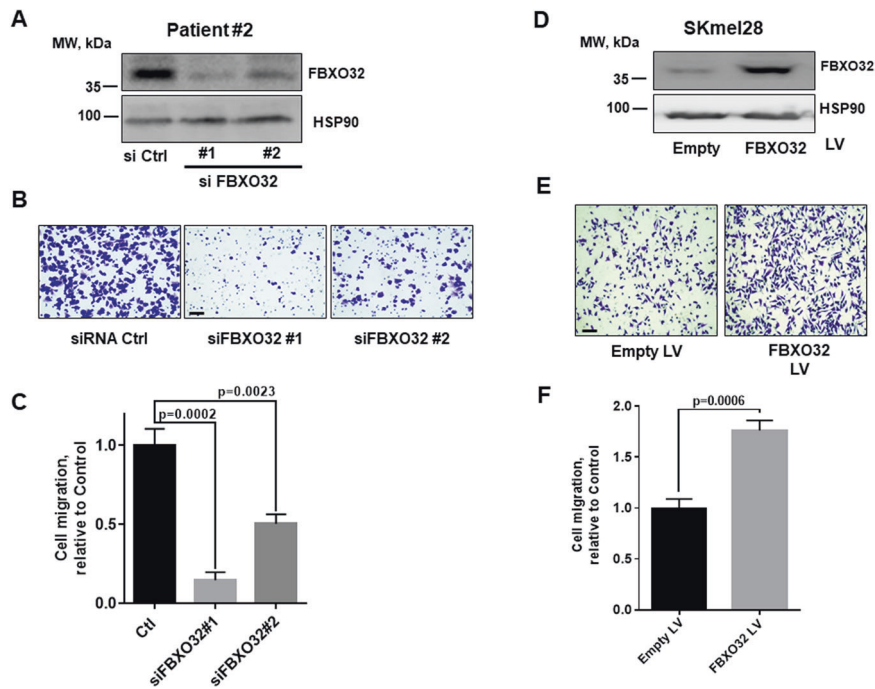 A
Patient #2
MW, kDa
FBXO32
35
100
HSP90
si Ctrl
#1
#2
si FBXO32
B
siRNA Ctrl
siFBXO32 #1
siFBXO32 #2
C
p=0.0023
p=0.0002
Cell migration,
relative to Control
1.0
0.5
0.0
Ctl
siFBXO32#1
siFBXO32#2
D
SKmel28
MW, kDa
FBXO32
35
100
HSP90
Empty
FBXO32
LV
E
Empty LV
FBXO32
LV
F
p=0.0006
Cell migration,
relative to Control
2.0
1.5
1.0
0.5
0.0
Empty LV
FBXO32 LV